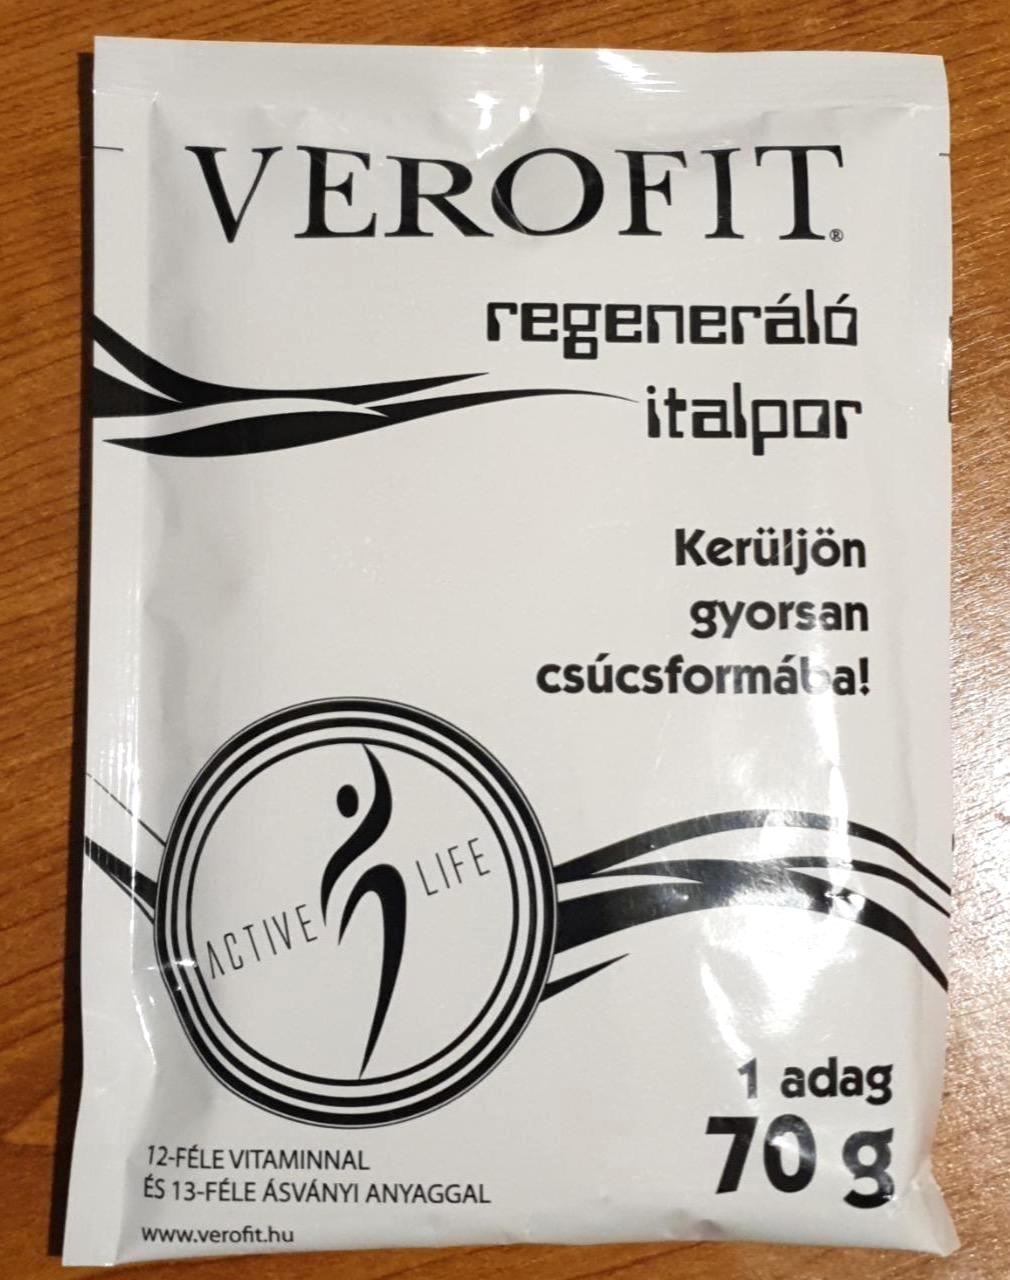 VEROFIT®
regeneráló
italpor
Kerüljön
gyorsan
csúcsformába!
ACTIVE LIFE
1 adag
70 g
12-FÉLE VITAMINNAL
ÉS 13-FÉLE ÁSVÁNYI ANYAGGAL
www.verofit.hu